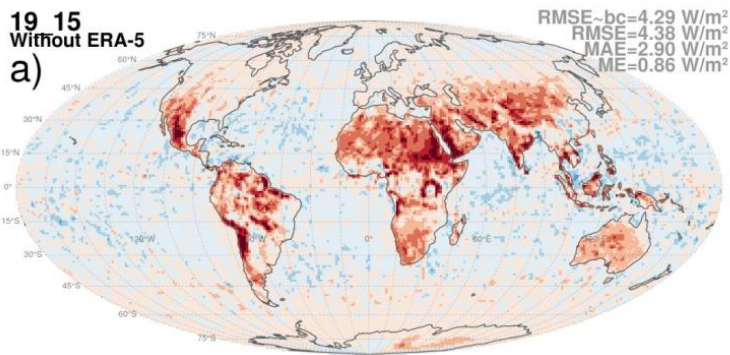 19_15
Without ERA-5
a)
RMSE~bc=4.29 W/m²
RMSE=4.38 W/m²
MAE=2.90 W/m²
ME=0.86 W/m²
75°N
60°N
45°N
30°N
15°N
0°
15°S
30°S
45°S
60°S
75°S
120°W
0°
60°E